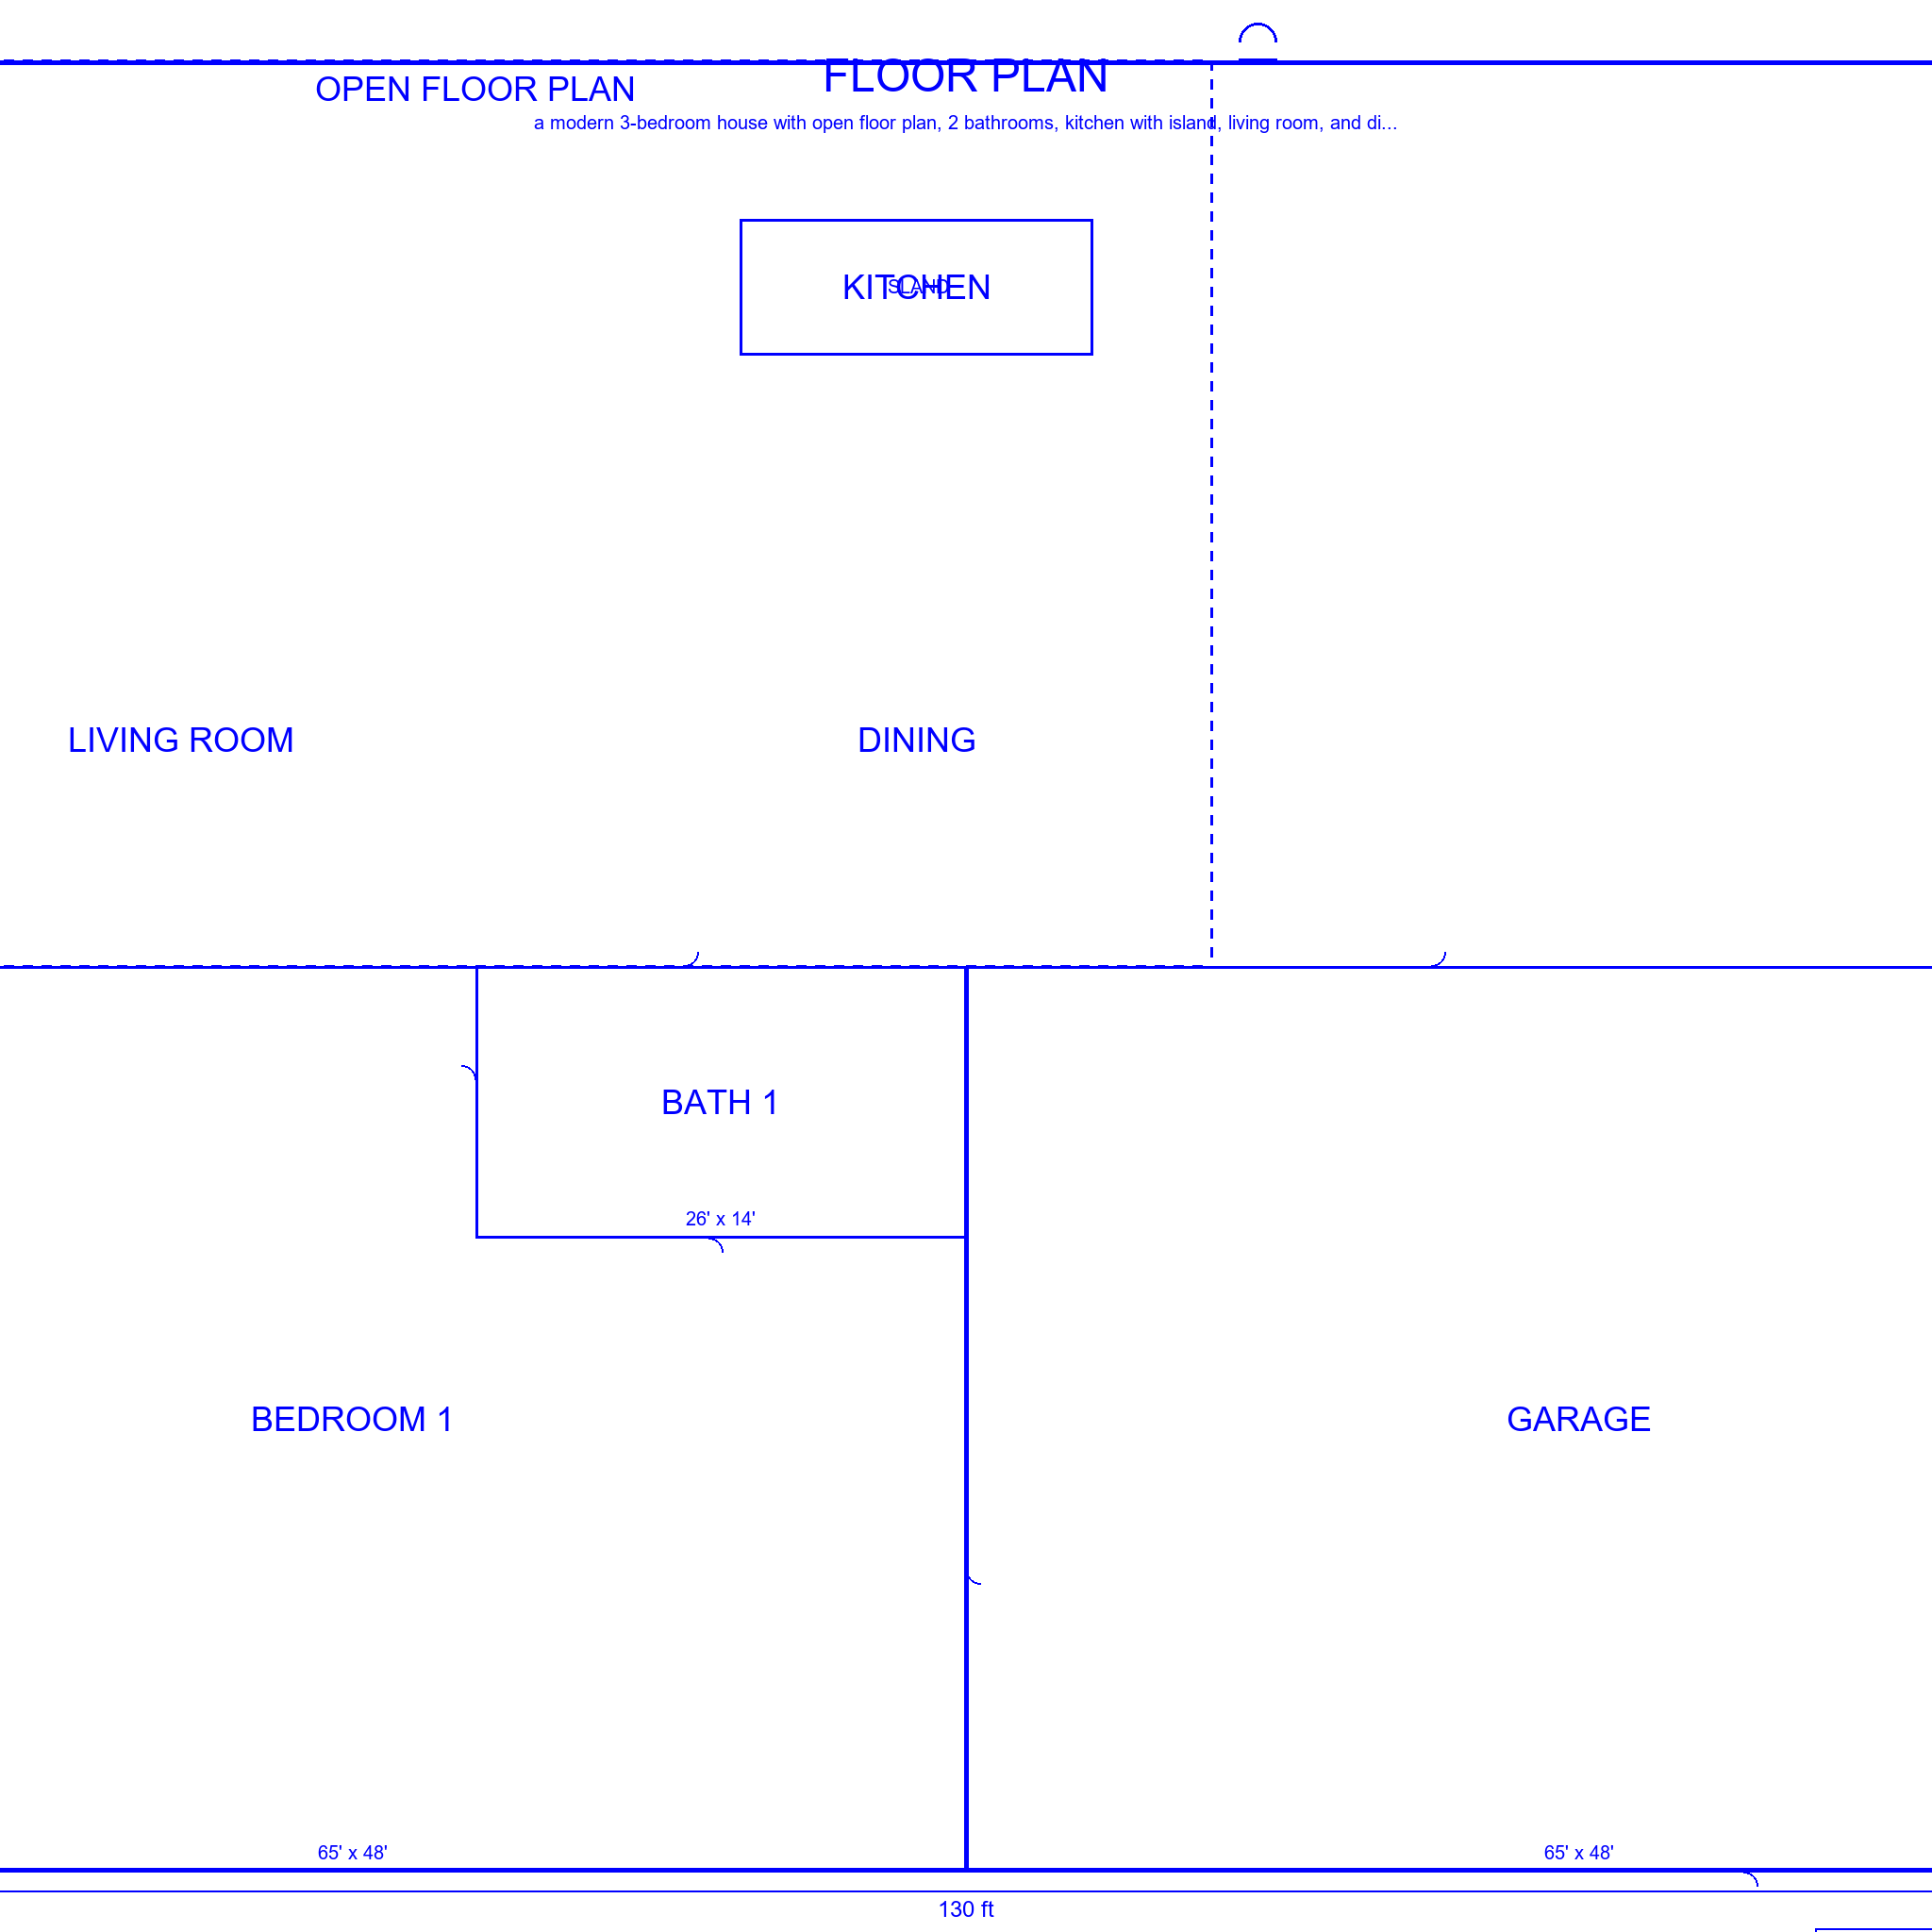 FLOOR PLAN
OPEN FLOOR PLAN
a modern 3-bedroom house with open floor plan, 2 bathrooms, kitchen with island, living room, and di...
KITCHEN
ISLAND
LIVING ROOM
DINING
BATH 1
26' x 14'
BEDROOM 1
GARAGE
65' x 48'
65' x 48'
130 ft